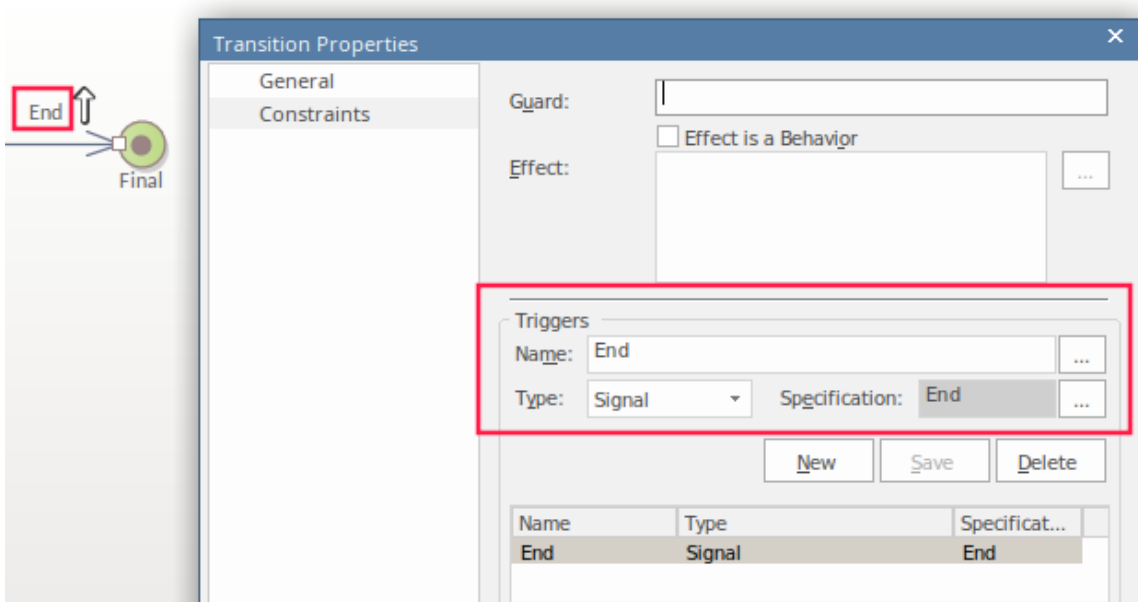 End
Final
Transition Properties
General
Constraints
Guard:
Effect is a Behavior
Effect:
...
Triggers
Name: End ...
Type: Signal Specification: End ...
New Save Delete
Name Type Specificat...
End Signal End